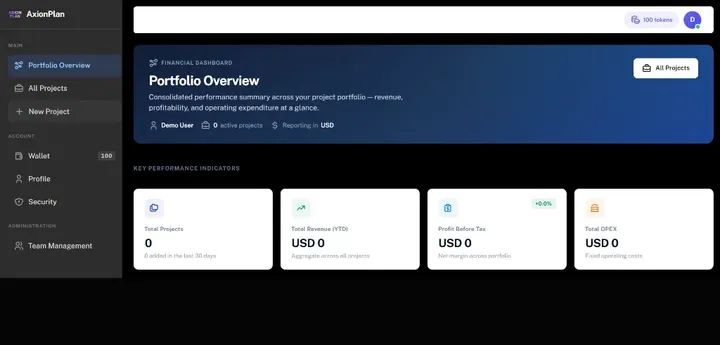 AXION PLAN AxionPlan
MAIN
Portfolio Overview
All Projects
New Project
ACCOUNT
Wallet 100
Profile
Security
ADMINISTRATION
Team Management
100 tokens D
FINANCIAL DASHBOARD
Portfolio Overview
Consolidated performance summary across your project portfolio — revenue,
profitability, and operating expenditure at a glance.
Demo User 0 active projects Reporting in USD
All Projects
KEY PERFORMANCE INDICATORS
Total Projects
0
0 added in the last 30 days
Total Revenue (YTD)
USD 0
Aggregate across all projects
+0.0%
Profit Before Tax
USD 0
Net margin across portfolio
Total OPEX
USD 0
Fixed operating costs